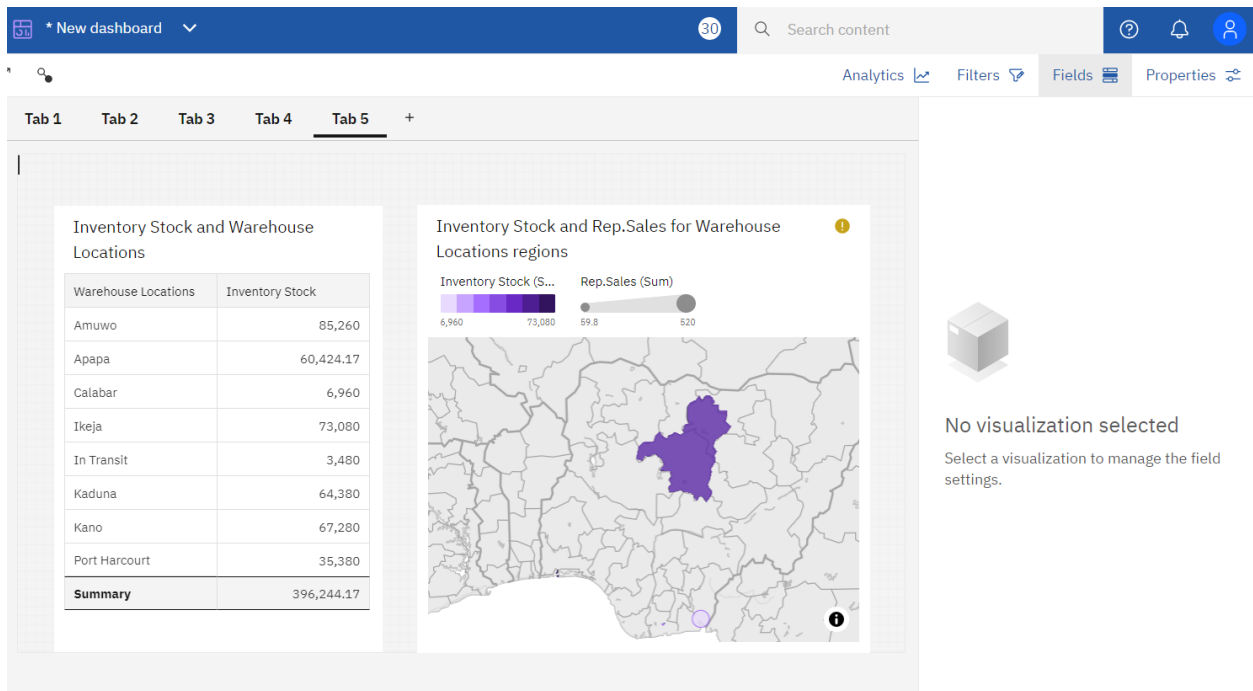 * New dashboard
30
Search content
Analytics
Filters
Fields
Properties
Tab 1 Tab 2 Tab 3 Tab 4 Tab 5 +
Inventory Stock and Warehouse
Locations
Warehouse Locations Inventory Stock
Amuwo 85,260
Apapa 60,424.17
Calabar 6,960
Ikeja 73,080
In Transit 3,480
Kaduna 64,380
Kano 67,280
Port Harcourt 35,380
Summary 396,244.17
Inventory Stock and Rep.Sales for Warehouse
Locations regions
Inventory Stock (S... Rep.Sales (Sum)
6,960 73,080 59.8 520
No visualization selected
Select a visualization to manage the field
settings.